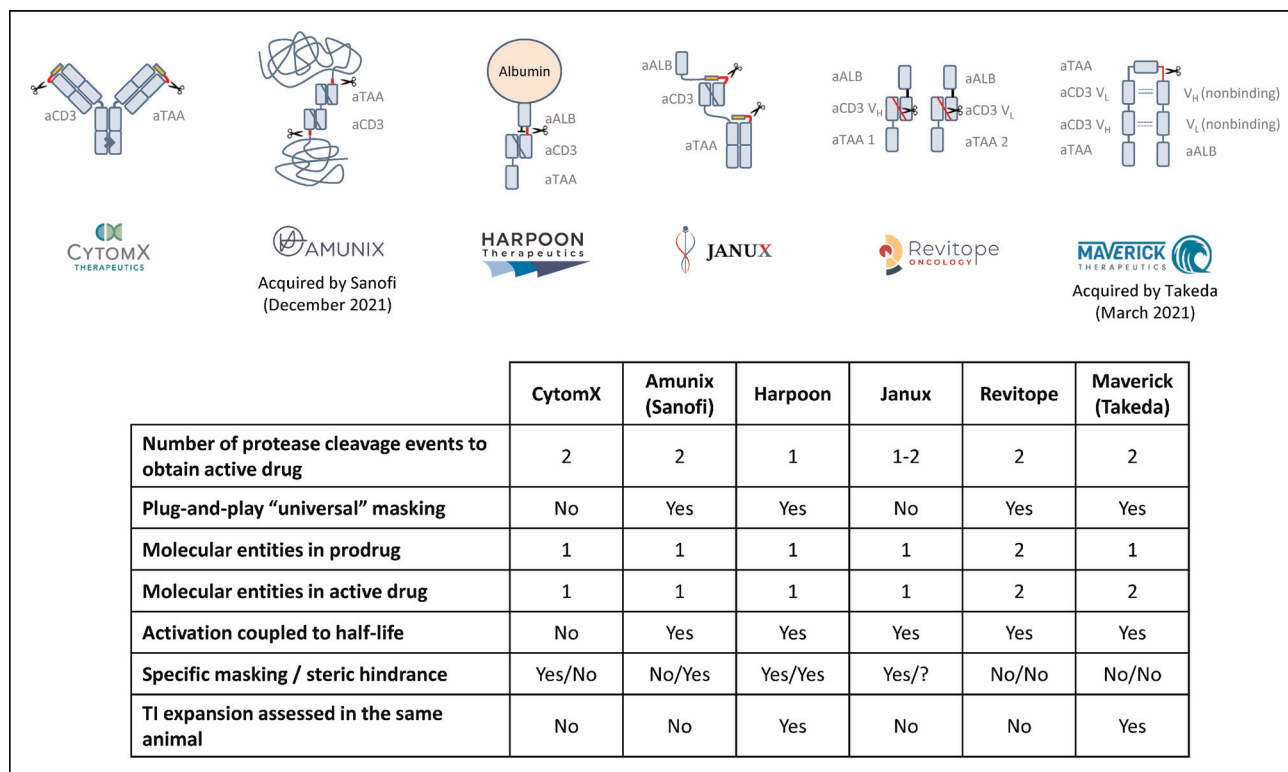 aCD3
aTAA
aTAA
aCD3
Albumin
aALB
aCD3
aTAA
aALB
aCD3
aTAA
aALB
aCD3 VH
aTAA 1
aALB
aCD3 VL
aTAA 2
aTAA
aCD3 VL
VH (nonbinding)
aCD3 VH
VL (nonbinding)
aTAA
aALB
CYTOMX
THERAPEUTICS
AMUNIX
Acquired by Sanofi
(December 2021)
HARPOON
Therapeutics
JANUX
Revitope
ONCOLOGY
MAVERICK
THERAPEUTICS
Acquired by Takeda
(March 2021)
CytomX
Amunix
(Sanofi)
Harpoon
Janux
Revitope
Maverick
(Takeda)
Number of protease cleavage events to
obtain active drug
2 2 1 1-2 2 2
Plug-and-play “universal” masking No Yes Yes No Yes Yes
Molecular entities in prodrug 1 1 1 1 2 1
Molecular entities in active drug 1 1 1 1 2 2
Activation coupled to half-life No Yes Yes Yes Yes Yes
Specific masking / steric hindrance Yes/No No/Yes Yes/Yes Yes/? No/No No/No
TI expansion assessed in the same
animal
No No Yes No No Yes